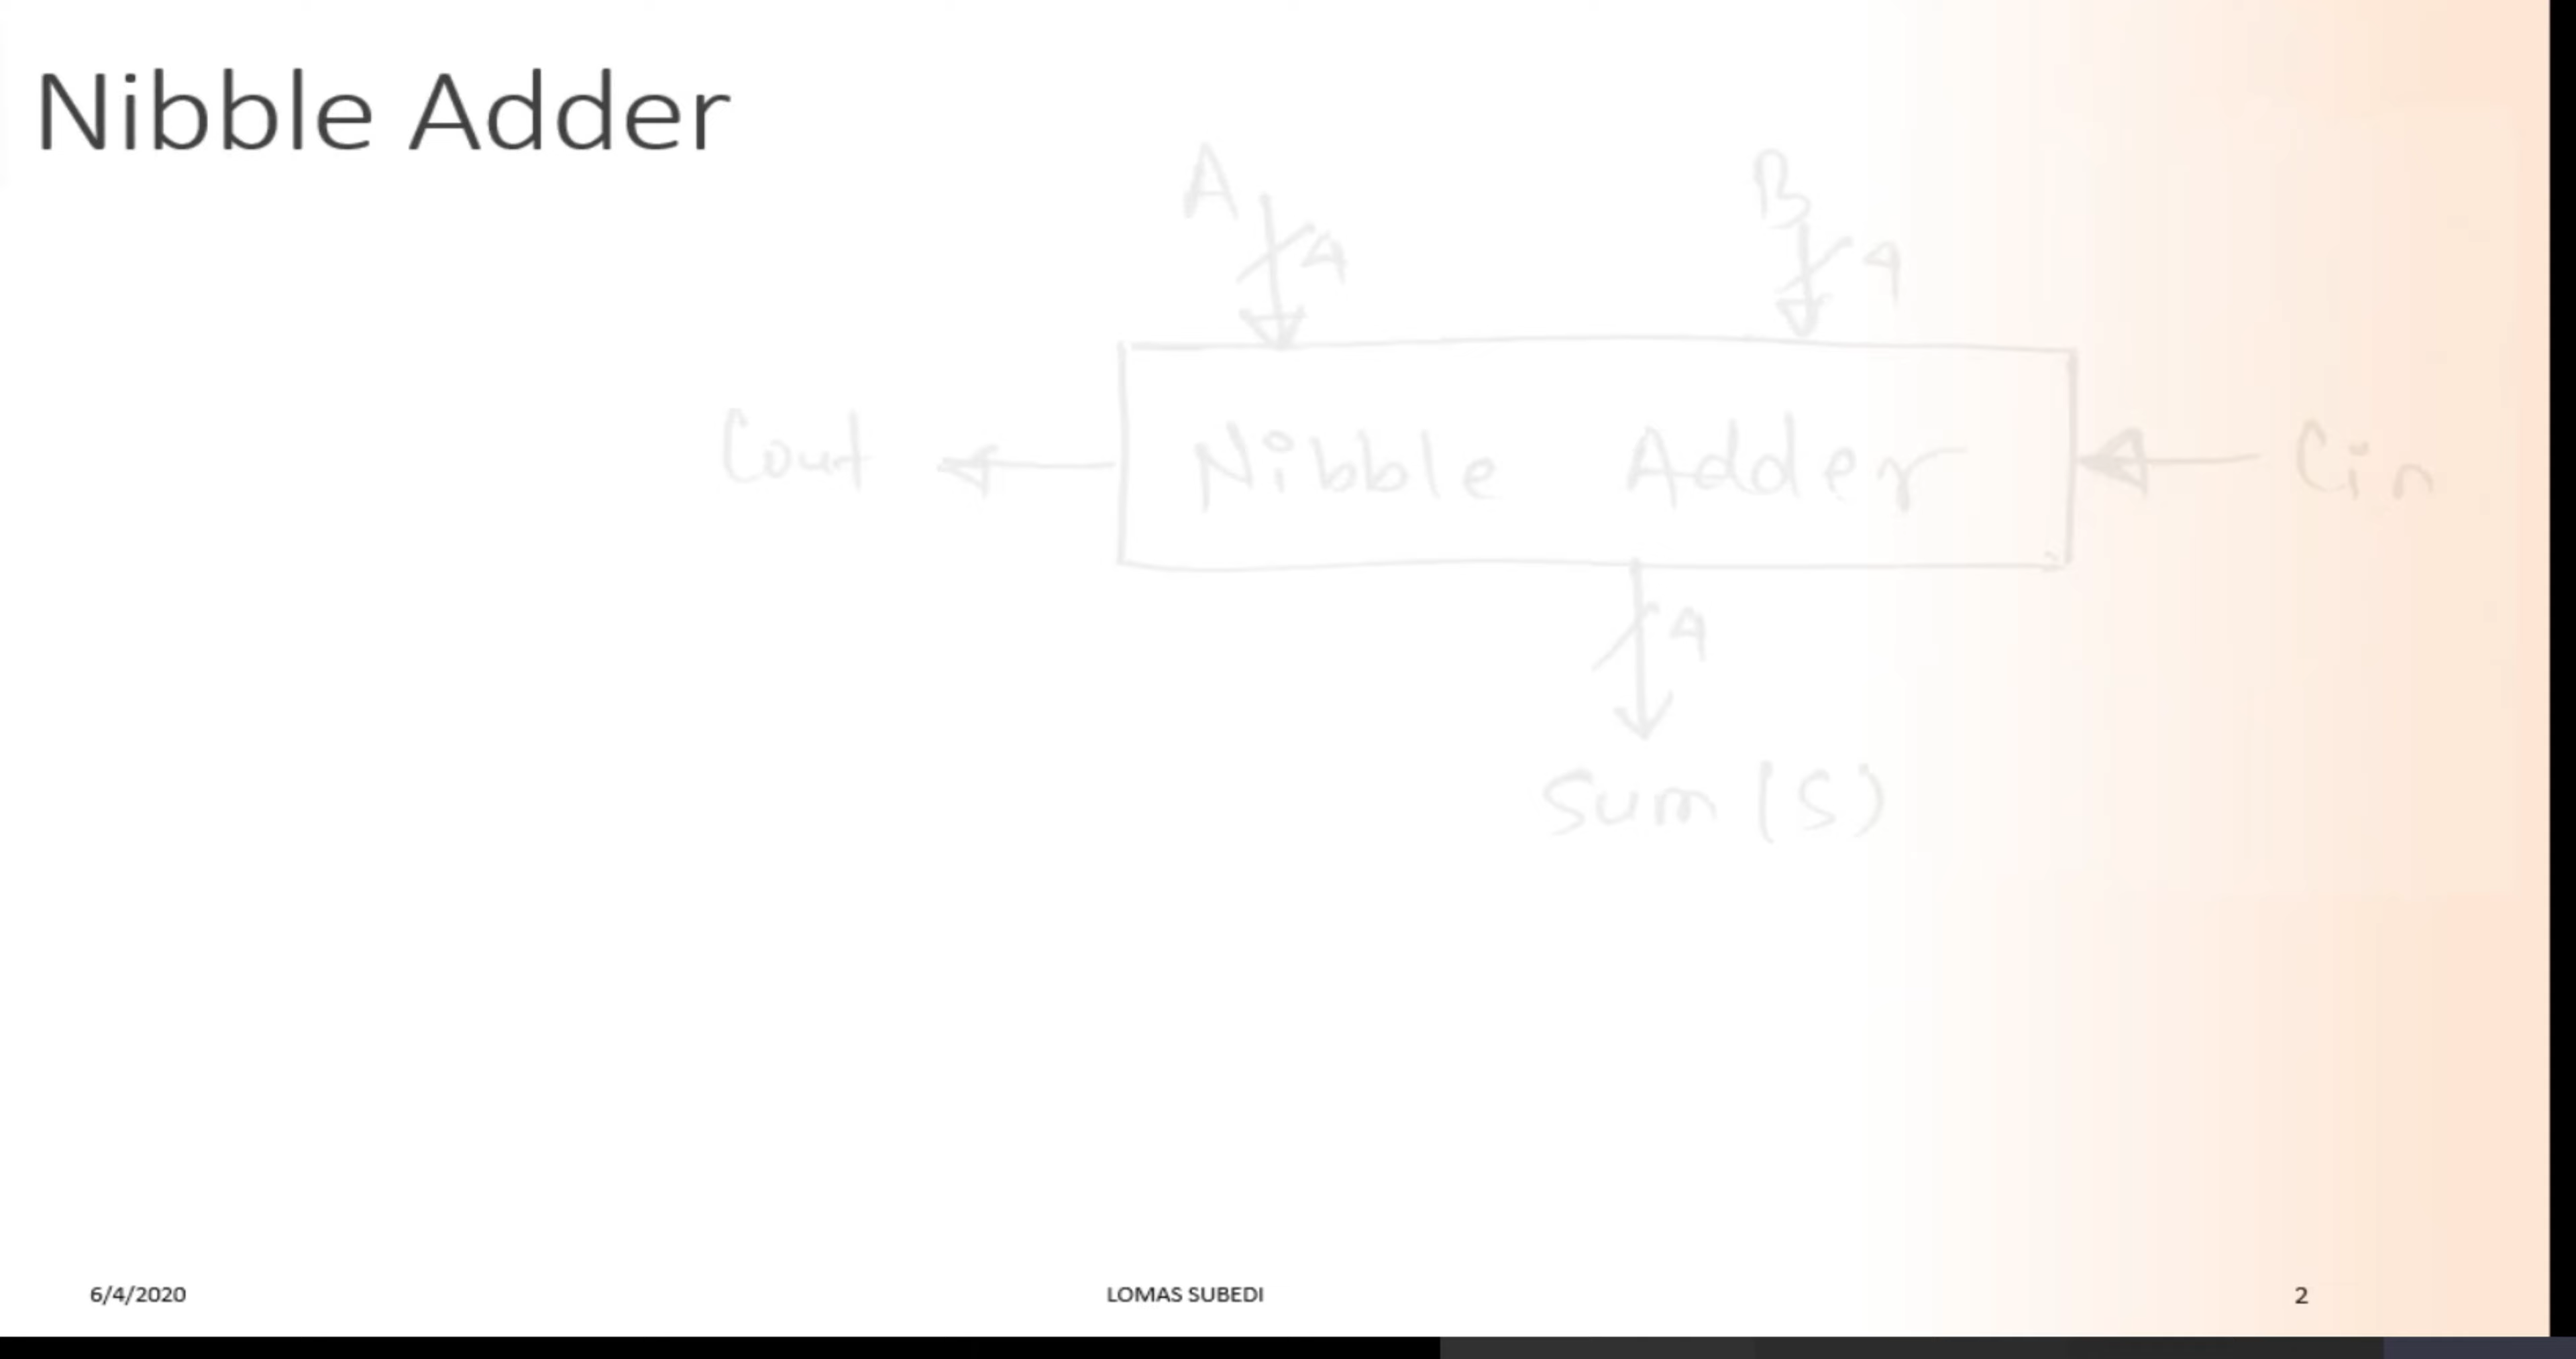 Nibble Adder
A
B
4
4
Cout
Nibble Adder
Cin
4
Sum (S)
6/4/2020
LOMAS SUBEDI
2